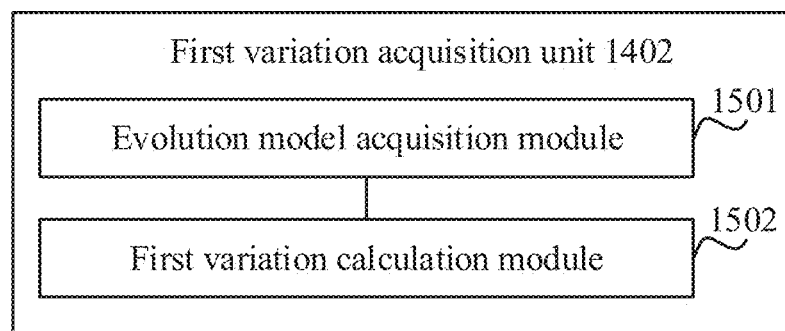 First variation acquisition unit 1402
1501
Evolution model acquisition module
1502
First variation calculation module